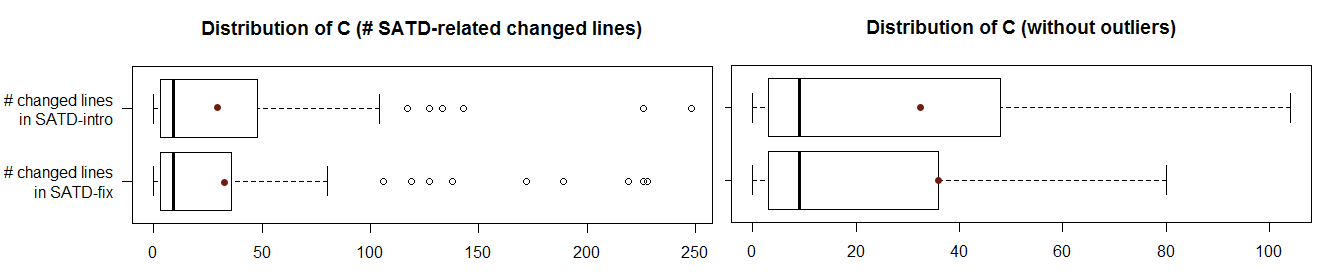 Distribution of C (# SATD-related changed lines)
Distribution of C (without outliers)
# changed lines
in SATD-intro
# changed lines
in SATD-fix
0 50 100 150 200 250
0 20 40 60 80 100